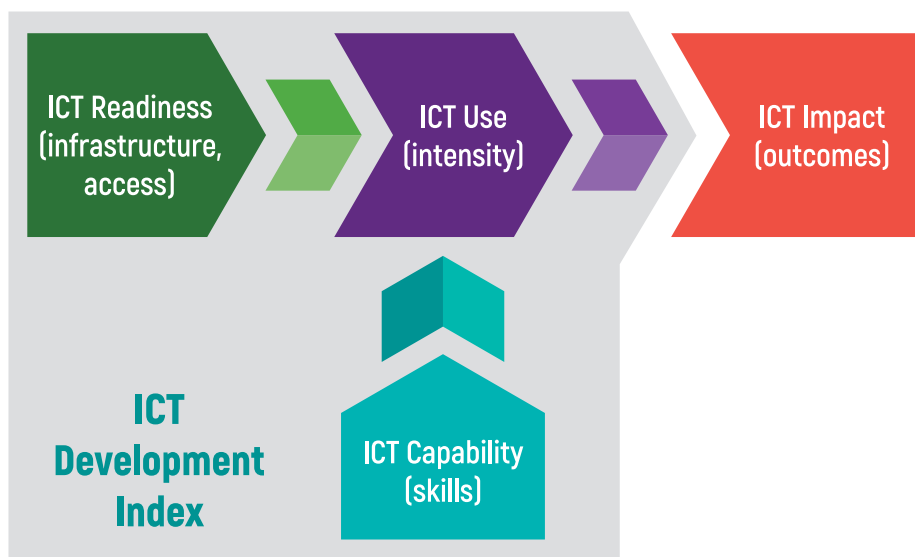 ICT Readiness
(infrastructure,
access)
ICT Use
(intensity)
ICT Impact
(outcomes)
ICT
Development
Index
ICT Capability
(skills)